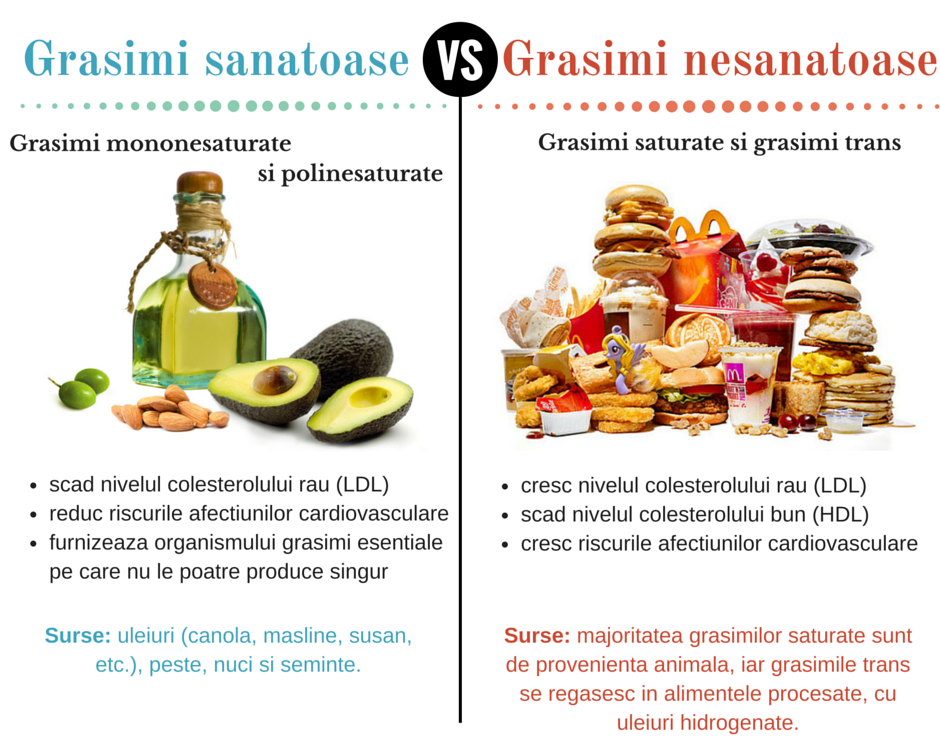 Grasimi sanatoase
VS
Grasimi nesanatoase
Grasimi mononesaturate
si polinesaturate
scad nivelul colesterolului rau (LDL)
reduc riscurile afectiunilor cardiovasculare
furnizeaza organismului grasimi esentiale
pe care nu le poatre produce singur
Surse: uleiuri (canola, masline, susan,
etc.), peste, nuci si seminte.
Grasimi saturate si grasimi trans
cresc nivelul colesterolului rau (LDL)
scad nivelul colesterolului bun (HDL)
cresc riscurile afectiunilor cardiovasculare
Surse: majoritatea grasimilor saturate sunt
de provenienta animala, iar grasimile trans
se regasesc in alimentele procesate, cu
uleiuri hidrogenate.